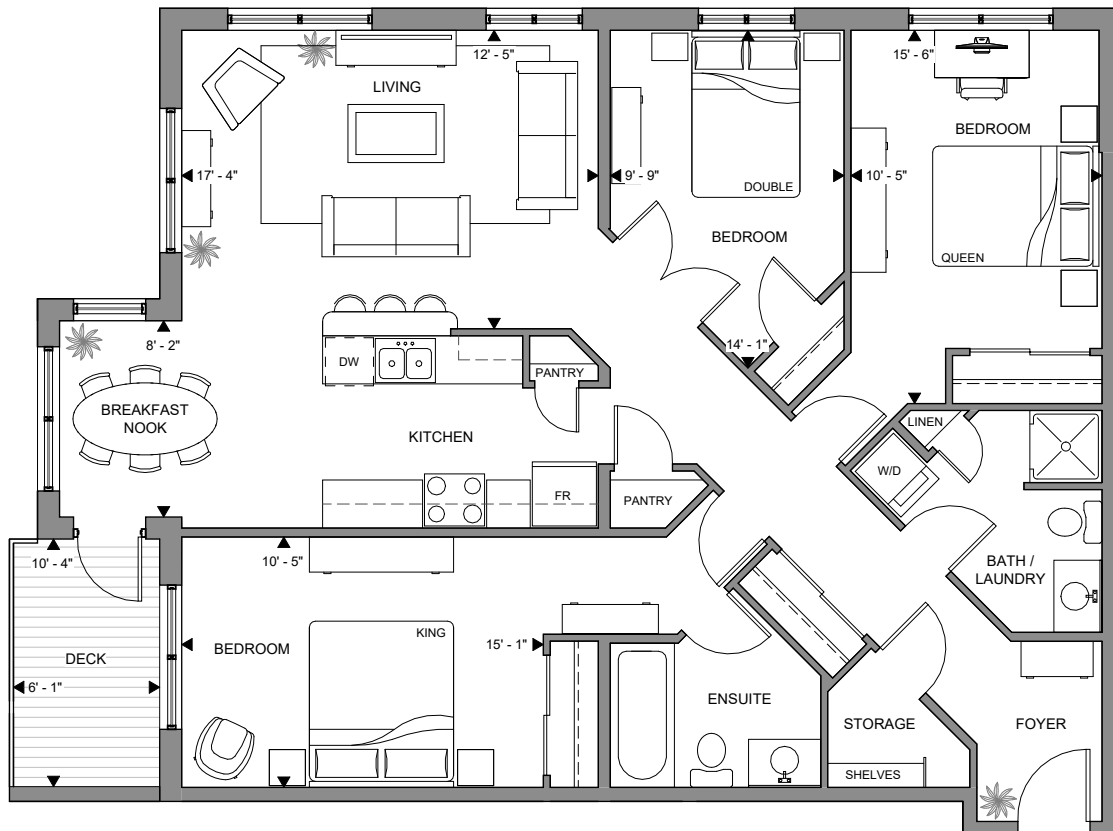 12' - 5"
15' - 6"
LIVING
BEDROOM
17' - 4"
9' - 9"
DOUBLE
10' - 5"
BEDROOM
QUEEN
8' - 2"
14' - 1"
DW
PANTRY
BREAKFAST
NOOK
KITCHEN
LINEN
W/D
FR
PANTRY
10' - 4"
10' - 5"
BATH /
LAUNDRY
KING
BEDROOM
15' - 1"
DECK
6' - 1"
ENSUITE
STORAGE
FOYER
SHELVES